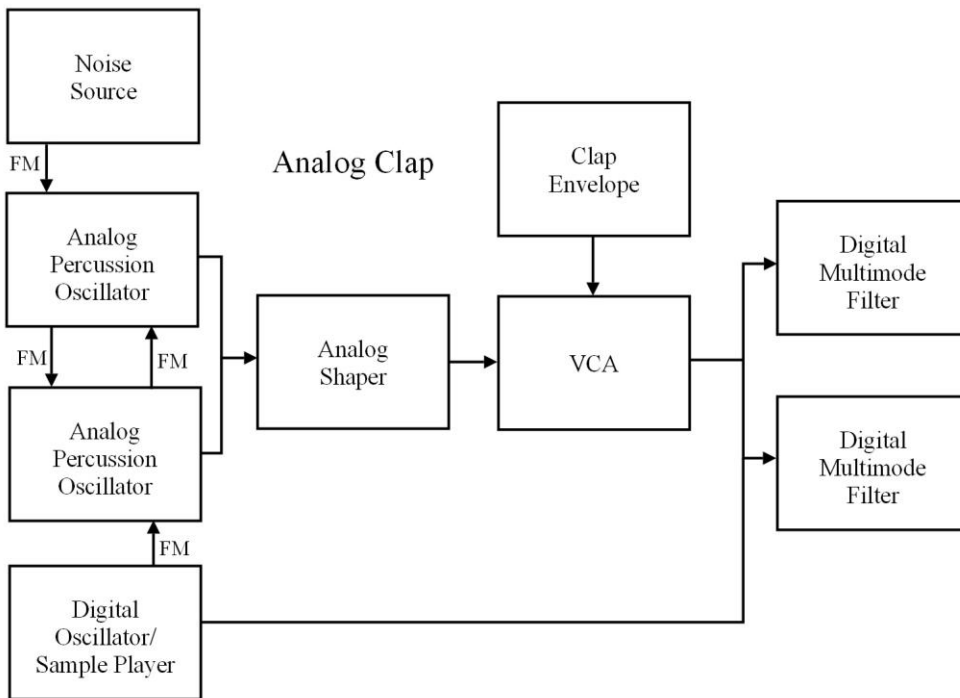 Noise
Source
FM
Analog Clap
Clap
Envelope
Analog
Percussion
Oscillator
Digital
Multimode
Filter
FM
FM
Analog
Shaper
VCA
Analog
Percussion
Oscillator
Digital
Multimode
Filter
FM
Digital
Oscillator/
Sample Player